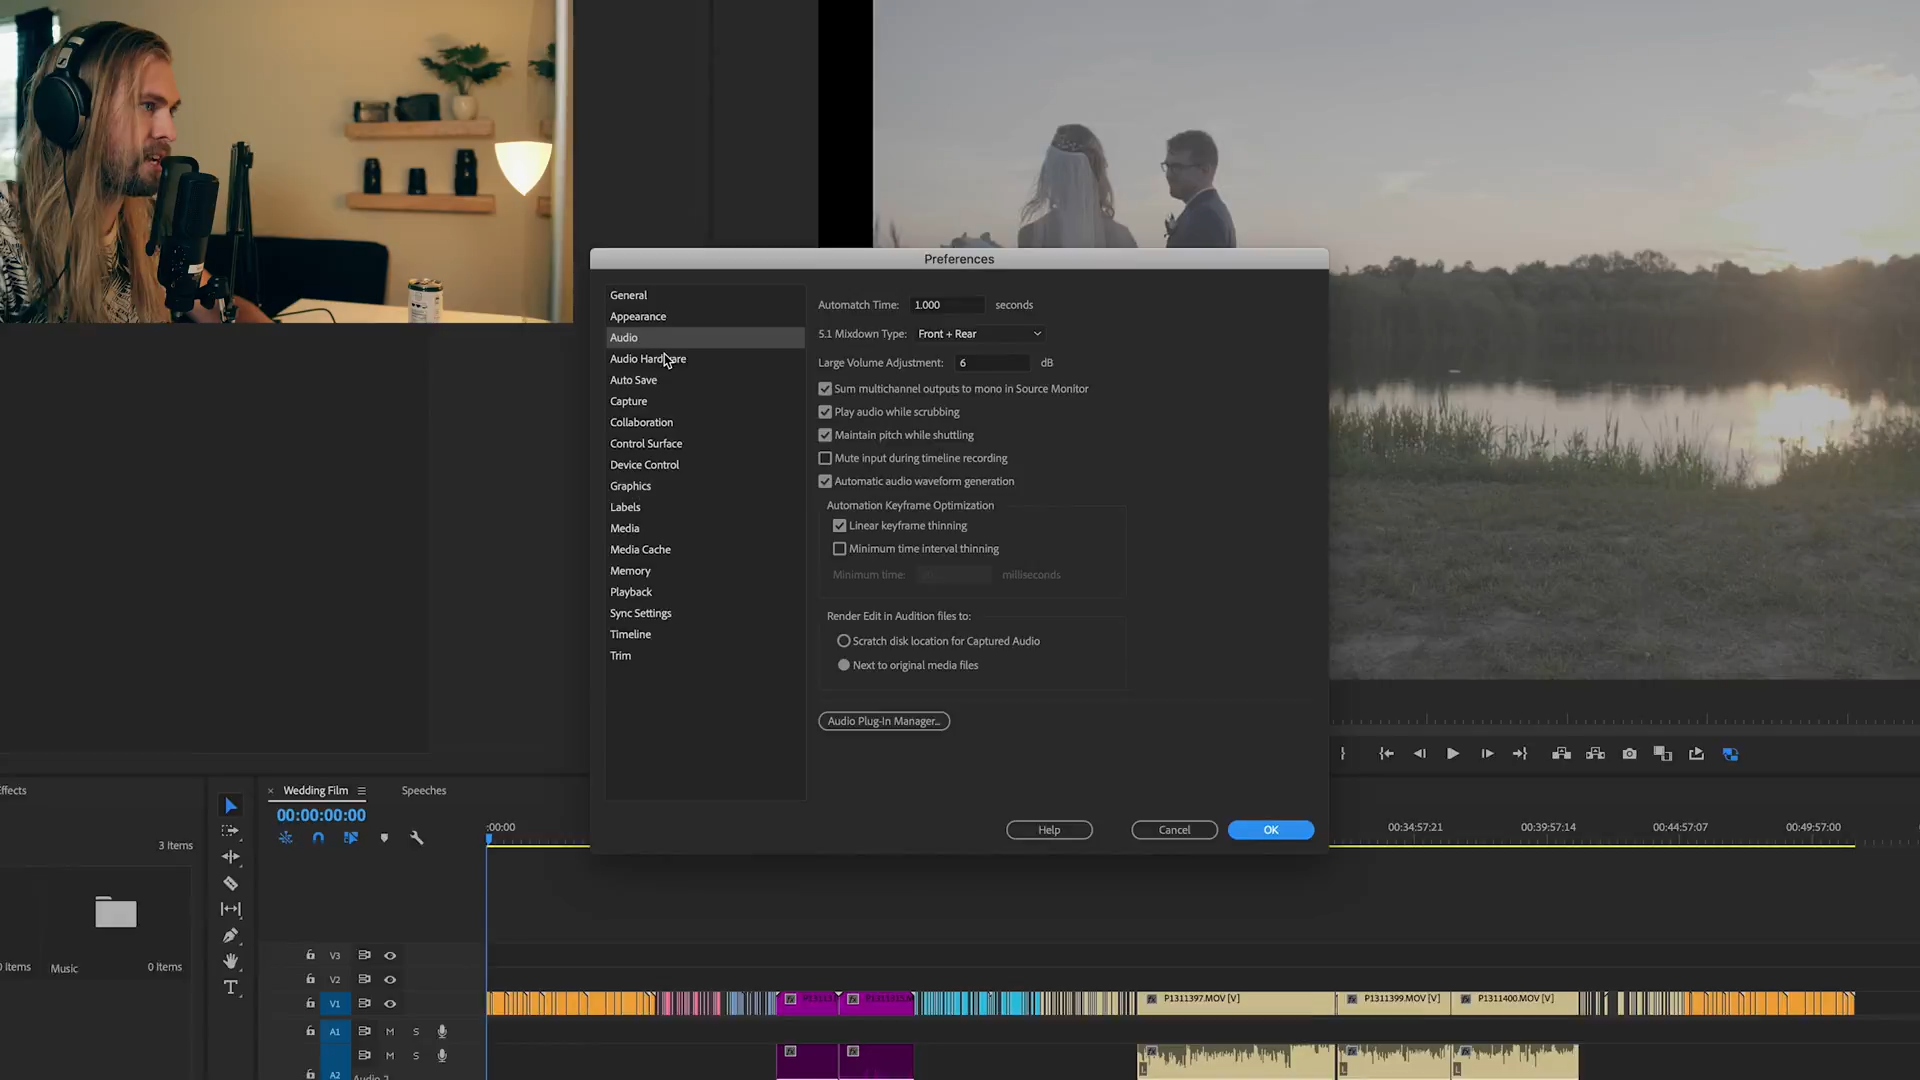 Preferences
General
Appearance
Audio
Audio Hardware
Auto Save
Capture
Collaboration
Control Surface
Device Control
Graphics
Labels
Media
Media Cache
Memory
Playback
Sync Settings
Timeline
Trim
Automatch Time: 1.000 seconds
5.1 Mixdown Type: Front + Rear
Large Volume Adjustment: 6 dB
Sum multichannel outputs to mono in Source Monitor
Play audio while scrubbing
Maintain pitch while shuttling
Mute input during timeline recording
Automatic audio waveform generation
Automation Keyframe Optimization
Linear keyframe thinning
Minimum time interval thinning
Minimum time: milliseconds
Render Edit in Audition files to:
Scratch disk location for Captured Audio
Next to original media files
Audio Plug-In Manager...
Help Cancel OK
ffects
3 Items
0 Items Music 0 Items
Wedding Film Speeches
00:00:00:00
:00:00 00:34:57:21 00:39:57:14 00:44:57:07 00:49:57:00
V3
V2
V1 P1311397.MOV [V] P1311399.MOV [V] P1311400.MOV [V]
A1 M S
M S
A2 Audio 2